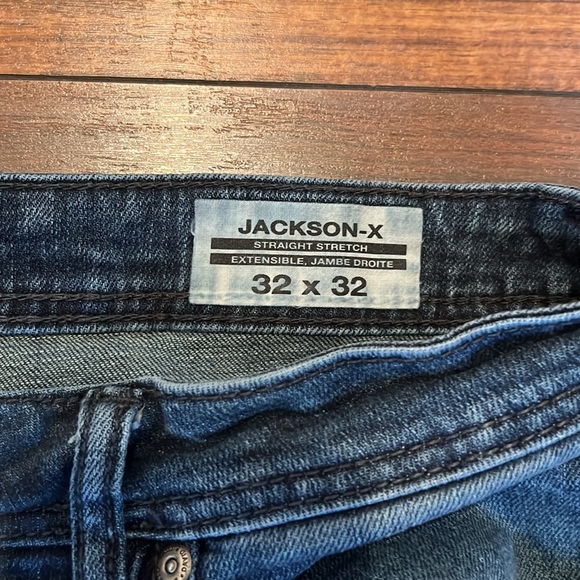 JACKSON-X
STRAIGHT STRETCH
EXTENSIBLE, JAMBE DROITE
32 x 32